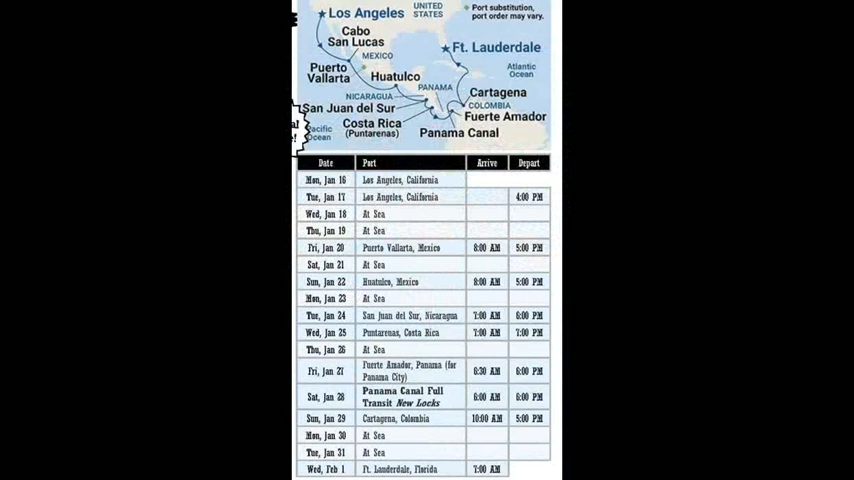 UNITED
STATES
Port substitution,
port order may vary.
Los Angeles
Cabo
San Lucas
MEXICO
Ft. Lauderdale
Puerto
Vallarta
Huatulco
Atlantic
Ocean
PANAMA
NICARAGUA
Cartagena
COLOMBIA
San Juan del Sur
Fuerte Amador
Costa Rica
(Puntarenas)
Panama Canal
Pacific
Ocean
Date Port Arrive Depart
Mon, Jan 16 Los Angeles, California
Tue, Jan 17 Los Angeles, California 4:00 PM
Wed, Jan 18 At Sea
Thu, Jan 19 At Sea
Fri, Jan 20 Puerto Vallarta, Mexico 8:00 AM 5:00 PM
Sat, Jan 21 At Sea
Sun, Jan 22 Huatulco, Mexico 8:00 AM 5:00 PM
Mon, Jan 23 At Sea
Tue, Jan 24 San Juan del Sur, Nicaragua 7:00 AM 6:00 PM
Wed, Jan 25 Puntarenas, Costa Rica 7:00 AM 7:00 PM
Thu, Jan 26 At Sea
Fri, Jan 27 Fuerte Amador, Panama (for
Panama City) 6:30 AM 6:00 PM
Sat, Jan 28 Panama Canal Full
Transit New Locks 6:00 AM 6:00 PM
Sun, Jan 29 Cartagena, Colombia 10:00 AM 5:00 PM
Mon, Jan 30 At Sea
Tue, Jan 31 At Sea
Wed, Feb 1 Ft. Lauderdale, Florida 7:00 AM